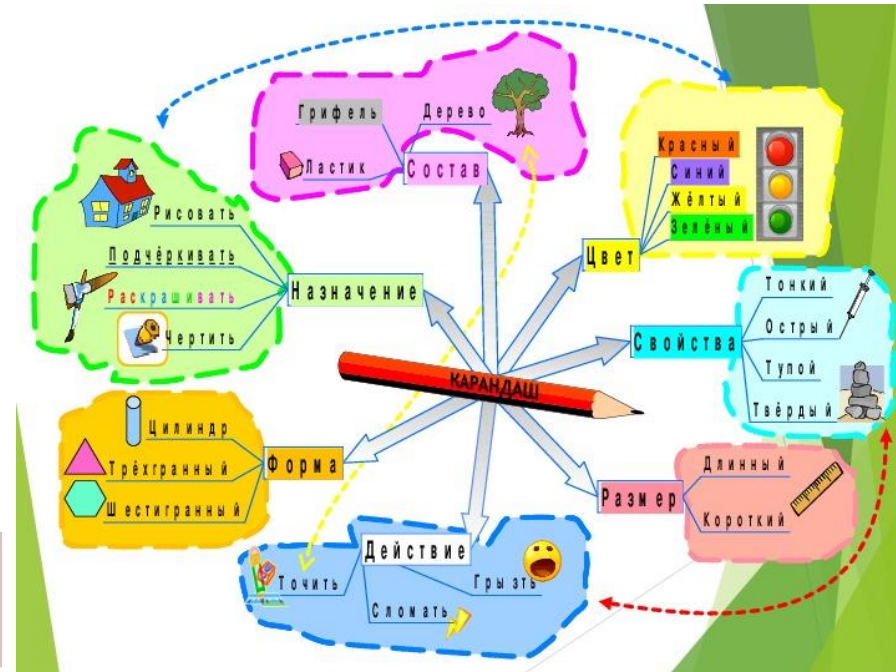 Грифель
Дерево
Ластик
Состав
Красный
Синий
Жёлтый
Зелёный
Цвет
Рисовать
Подчёркивать
Раскрашивать
Чертить
Назначение
Тонкий
Острый
Тупой
Твёрдый
Свойства
КАРАНДАШ
Цилиндр
Трёхгранный
Шестигранный
Форма
Длинный
Короткий
Размер
Действие
Точить
Грызть
Сломать